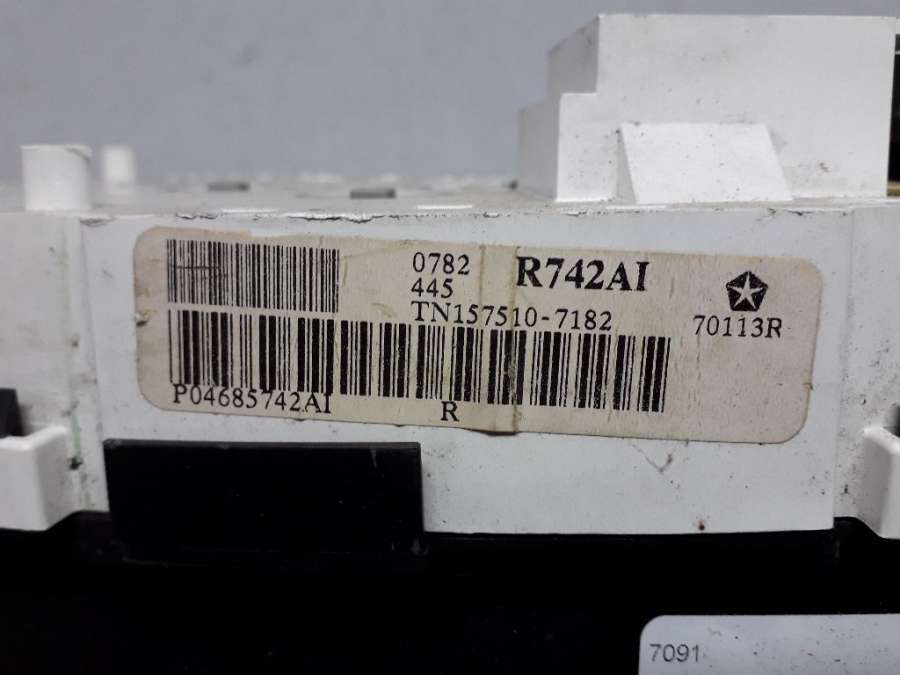 0782 R742AI
445
TN157510-7182 70113R
P04685742AI R
7091